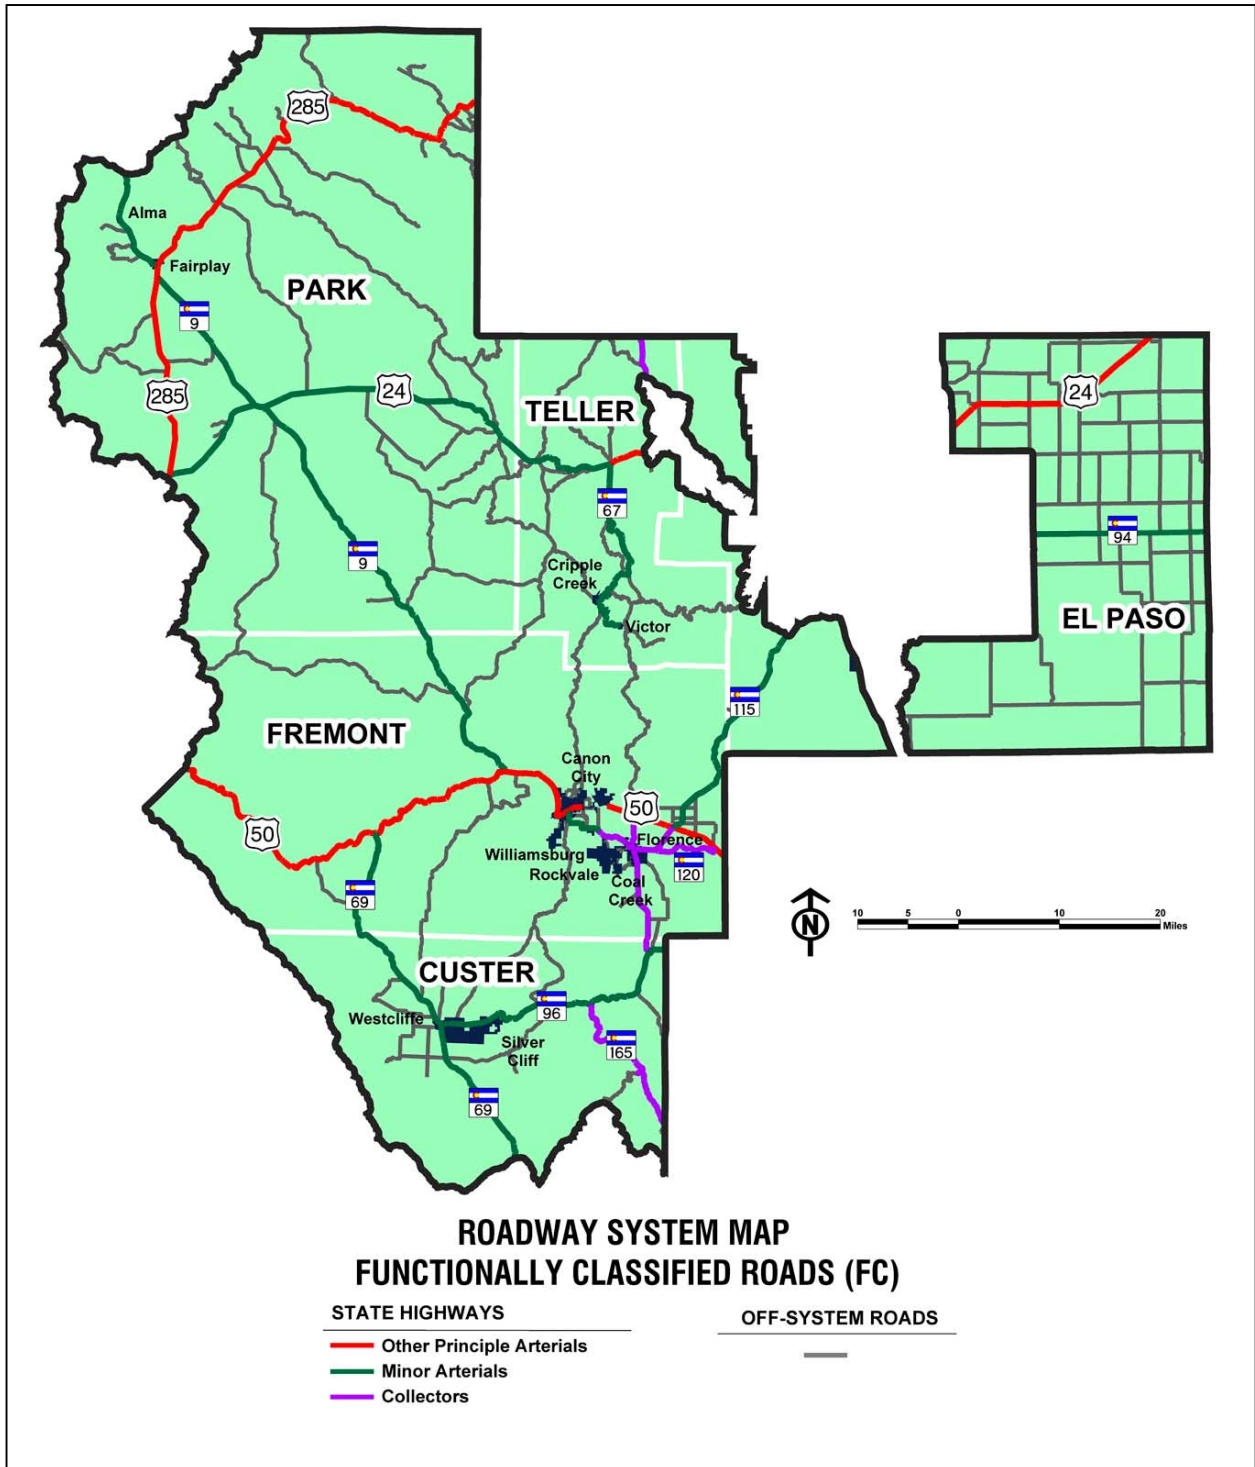 285
Alma
Fairplay
PARK
9
285
24
TELLER
24
67
94
9
Cripple
Creek
Victor
EL PASO
115
FREMONT
Canon
City
50
50
Florence
Williamsburg
Rockvale
120
Coal
Creek
69
N
10 5 0 10 20
Miles
CUSTER
96
Westcliffe
Silver
Cliff
165
69
ROADWAY SYSTEM MAP
FUNCTIONALLY CLASSIFIED ROADS (FC)
STATE HIGHWAYS
Other Principle Arterials
Minor Arterials
Collectors
OFF-SYSTEM ROADS